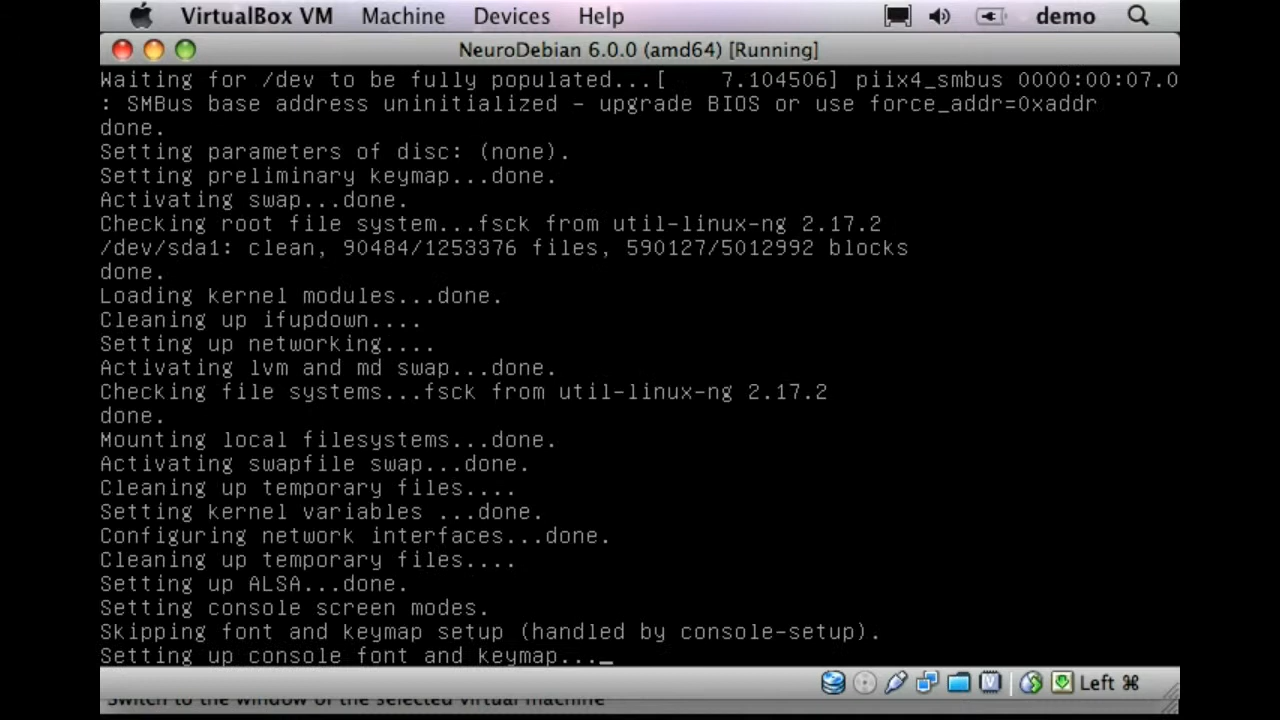 VirtualBox VM Machine Devices Help demo
NeuroDebian 6.0.0 (amd64) [Running]
Waiting for /dev to be fully populated...[    7.104506] piix4_smbus 0000:00:07.0
: SMBus base address uninitialized - upgrade BIOS or use force_addr=0xaddr
done.
Setting parameters of disc: (none).
Setting preliminary keymap...done.
Activating swap...done.
Checking root file system...fsck from util-linux-ng 2.17.2
/dev/sda1: clean, 90484/1253376 files, 590127/5012992 blocks
done.
Loading kernel modules...done.
Cleaning up ifupdown....
Setting up networking....
Activating lvm and md swap...done.
Checking file systems...fsck from util-linux-ng 2.17.2
done.
Mounting local filesystems...done.
Activating swapfile swap...done.
Cleaning up temporary files....
Setting kernel variables ...done.
Configuring network interfaces...done.
Cleaning up temporary files....
Setting up ALSA...done.
Setting console screen modes.
Skipping font and keymap setup (handled by console-setup).
Setting up console font and keymap..._
Left ⌘
Switch to the window of the selected virtual machine